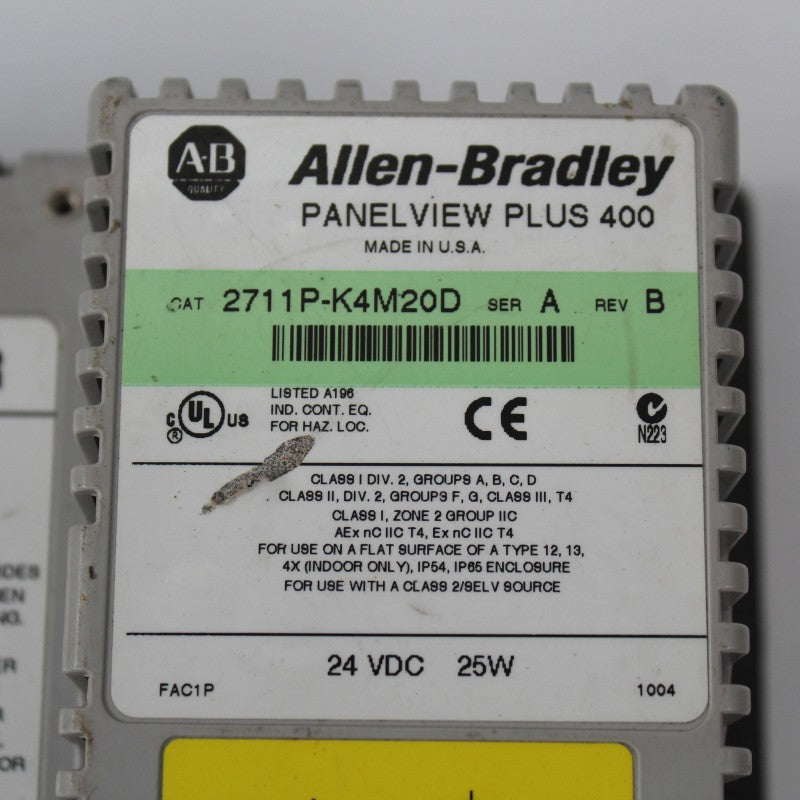 A-B
QUALITY
Allen-Bradley
PANELVIEW PLUS 400
MADE IN U.S.A.
CAT 2711P-K4M20D SER A REV B
C UL US
®
LISTED A196
IND. CONT. EQ.
FOR HAZ. LOC.
CE
N223
CLASS I DIV. 2, GROUPS A, B, C, D
CLASS II, DIV. 2, GROUPS F, G, CLASS III, T4
CLASS I, ZONE 2 GROUP IIC
AEx nC IIC T4, Ex nC IIC T4
FOR USE ON A FLAT SURFACE OF A TYPE 12, 13,
4X (INDOOR ONLY), IP54, IP65 ENCLOSURE
FOR USE WITH A CLASS 2/SELV SOURCE
24 VDC 25W
FAC1P 1004